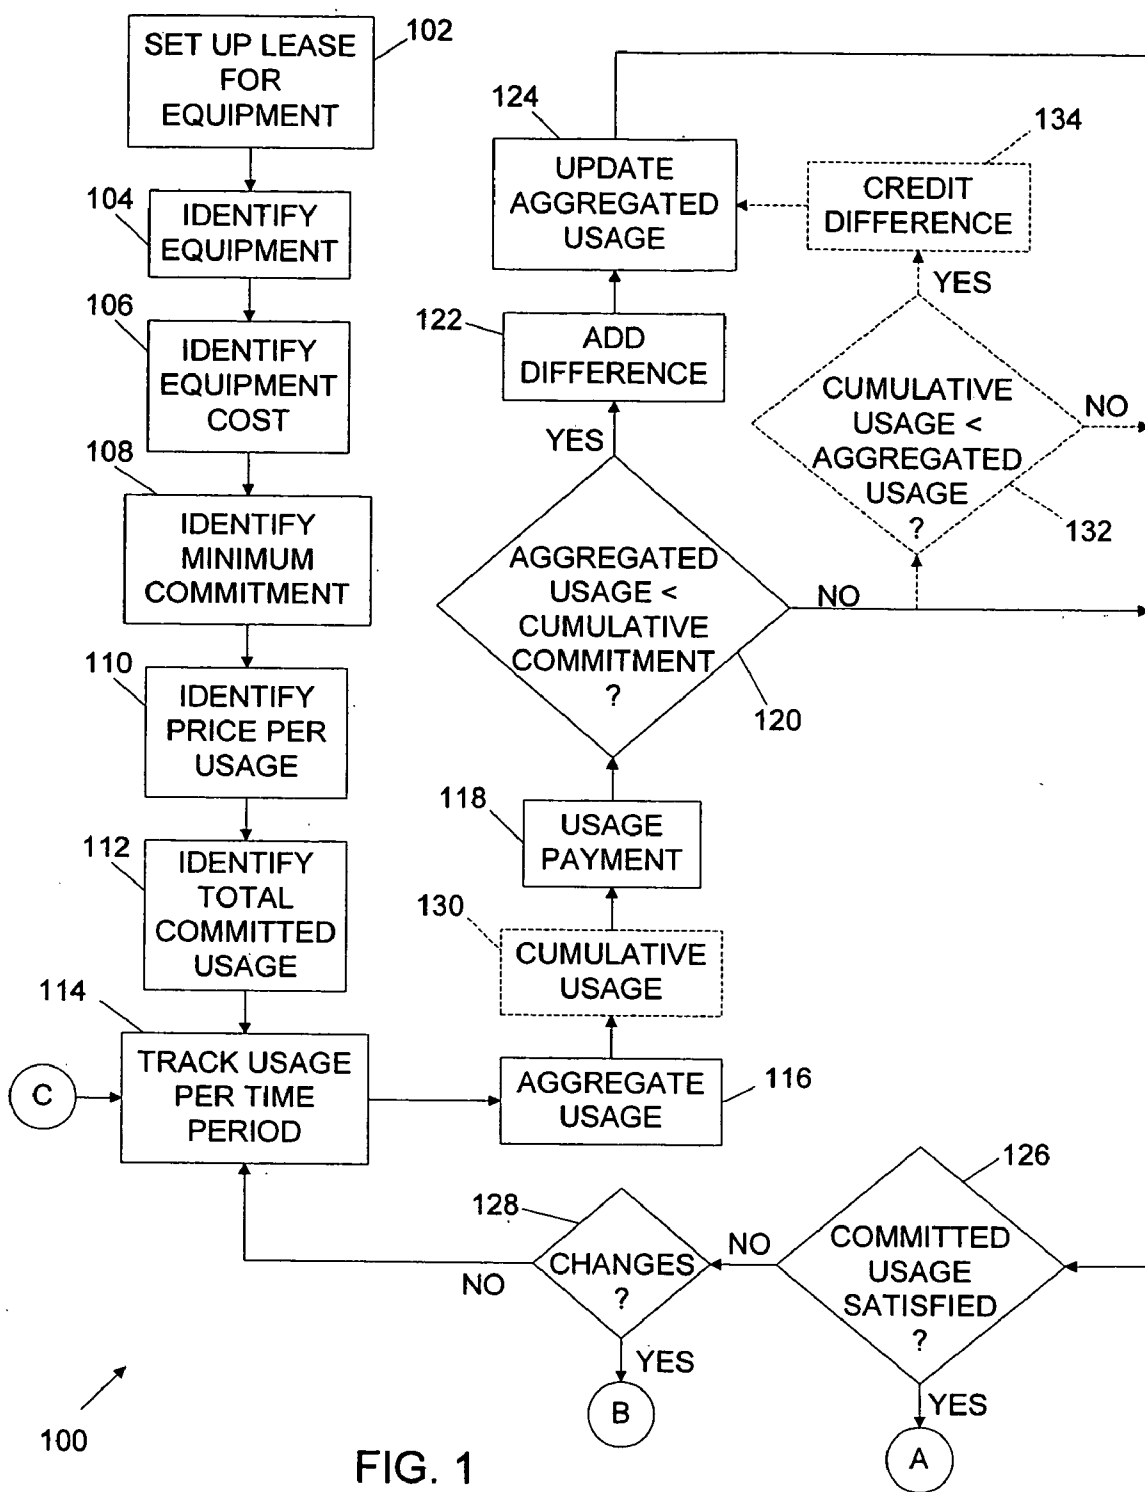 102
SET UP LEASE
FOR
EQUIPMENT
104
IDENTIFY
EQUIPMENT
106
IDENTIFY
EQUIPMENT
COST
108
IDENTIFY
MINIMUM
COMMITMENT
110
IDENTIFY
PRICE PER
USAGE
112
IDENTIFY
TOTAL
COMMITTED
USAGE
114
TRACK USAGE
PER TIME
PERIOD
C
AGGREGATE
USAGE
116
130
CUMULATIVE
USAGE
118
USAGE
PAYMENT
AGGREGATED
USAGE <
CUMULATIVE
COMMITMENT
?
120
YES
NO
122
ADD
DIFFERENCE
124
UPDATE
AGGREGATED
USAGE
CUMULATIVE
USAGE <
AGGREGATED
USAGE
?
132
YES
NO
134
CREDIT
DIFFERENCE
126
COMMITTED
USAGE
SATISFIED
?
NO
YES
A
128
CHANGES
?
NO
YES
B
100
FIG. 1